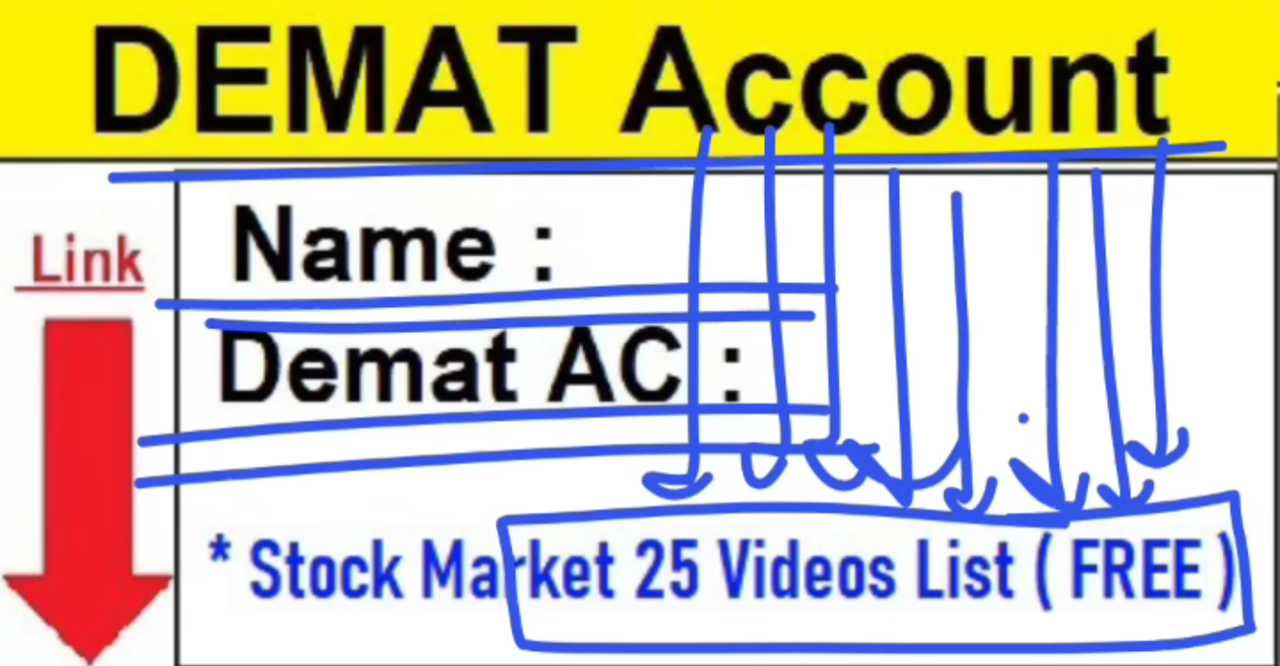 DEMAT Account
Link
Name :
Demat AC :
* Stock Market 25 Videos List ( FREE )